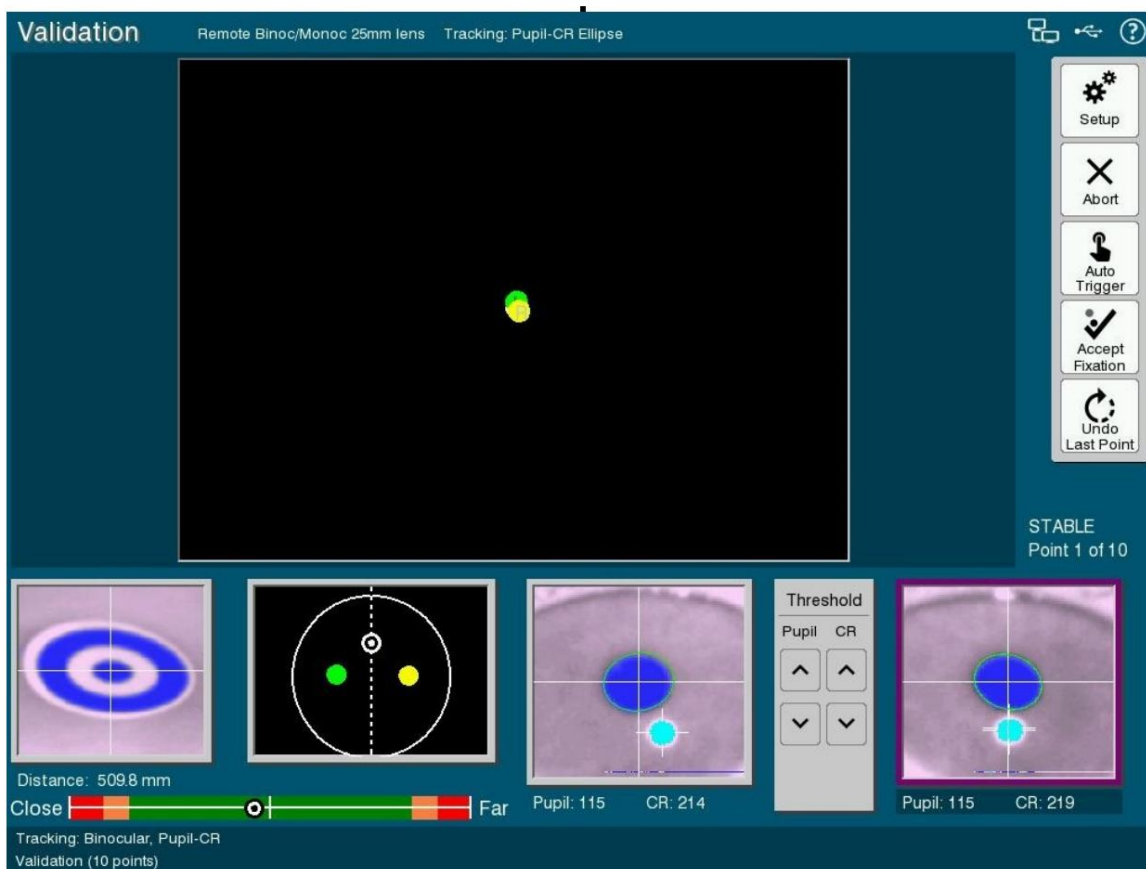 Validation
Remote Binoc/Monoc 25mm lens Tracking: Pupil-CR Ellipse
Setup
Abort
Auto
Trigger
Accept
Fixation
Undo
Last Point
STABLE
Point 1 of 10
Threshold
Pupil CR
Distance: 509.8 mm
Close Far
Pupil: 115 CR: 214
Pupil: 115 CR: 219
Tracking: Binocular, Pupil-CR
Validation (10 points)